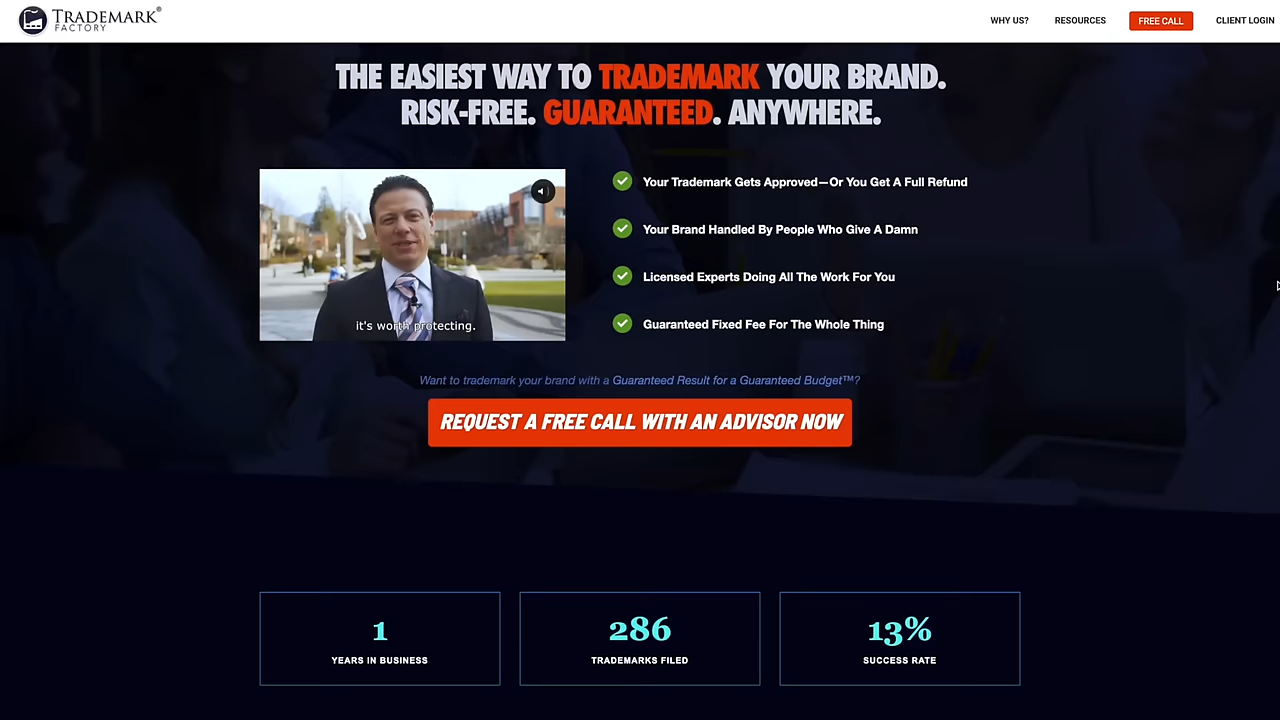 TRADEMARK®
FACTORY
WHY US?
RESOURCES
FREE CALL
CLIENT LOGIN
THE EASIEST WAY TO TRADEMARK YOUR BRAND.
RISK-FREE. GUARANTEED. ANYWHERE.
it's worth protecting.
Your Trademark Gets Approved—Or You Get A Full Refund
Your Brand Handled By People Who Give A Damn
Licensed Experts Doing All The Work For You
Guaranteed Fixed Fee For The Whole Thing
Want to trademark your brand with a Guaranteed Result for a Guaranteed Budget™?
REQUEST A FREE CALL WITH AN ADVISOR NOW
1
YEARS IN BUSINESS
286
TRADEMARKS FILED
13%
SUCCESS RATE